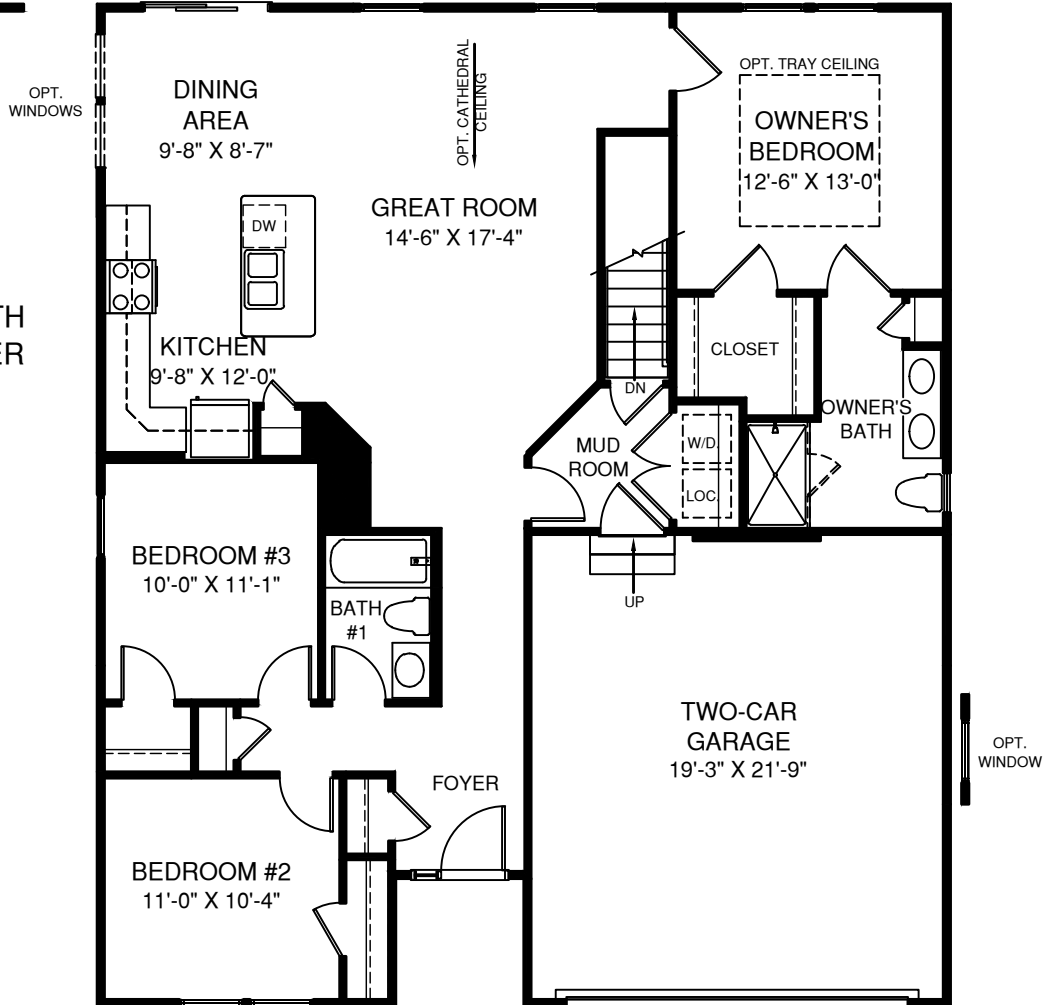 OPT.
WINDOWS
DINING
AREA
9'-8" X 8'-7"
OPT. CATHEDRAL
CEILING
OPT. TRAY CEILING
OWNER'S
BEDROOM
12'-6" X 13'-0"
GREAT ROOM
14'-6" X 17'-4"
DW
TH
ER
KITCHEN
9'-8" X 12'-0"
CLOSET
DN
OWNER'S
BATH
MUD
ROOM
W/D.
LOC.
BEDROOM #3
10'-0" X 11'-1"
BATH
#1
UP
TWO-CAR
GARAGE
19'-3" X 21'-9"
OPT.
WINDOW
FOYER
BEDROOM #2
11'-0" X 10'-4"